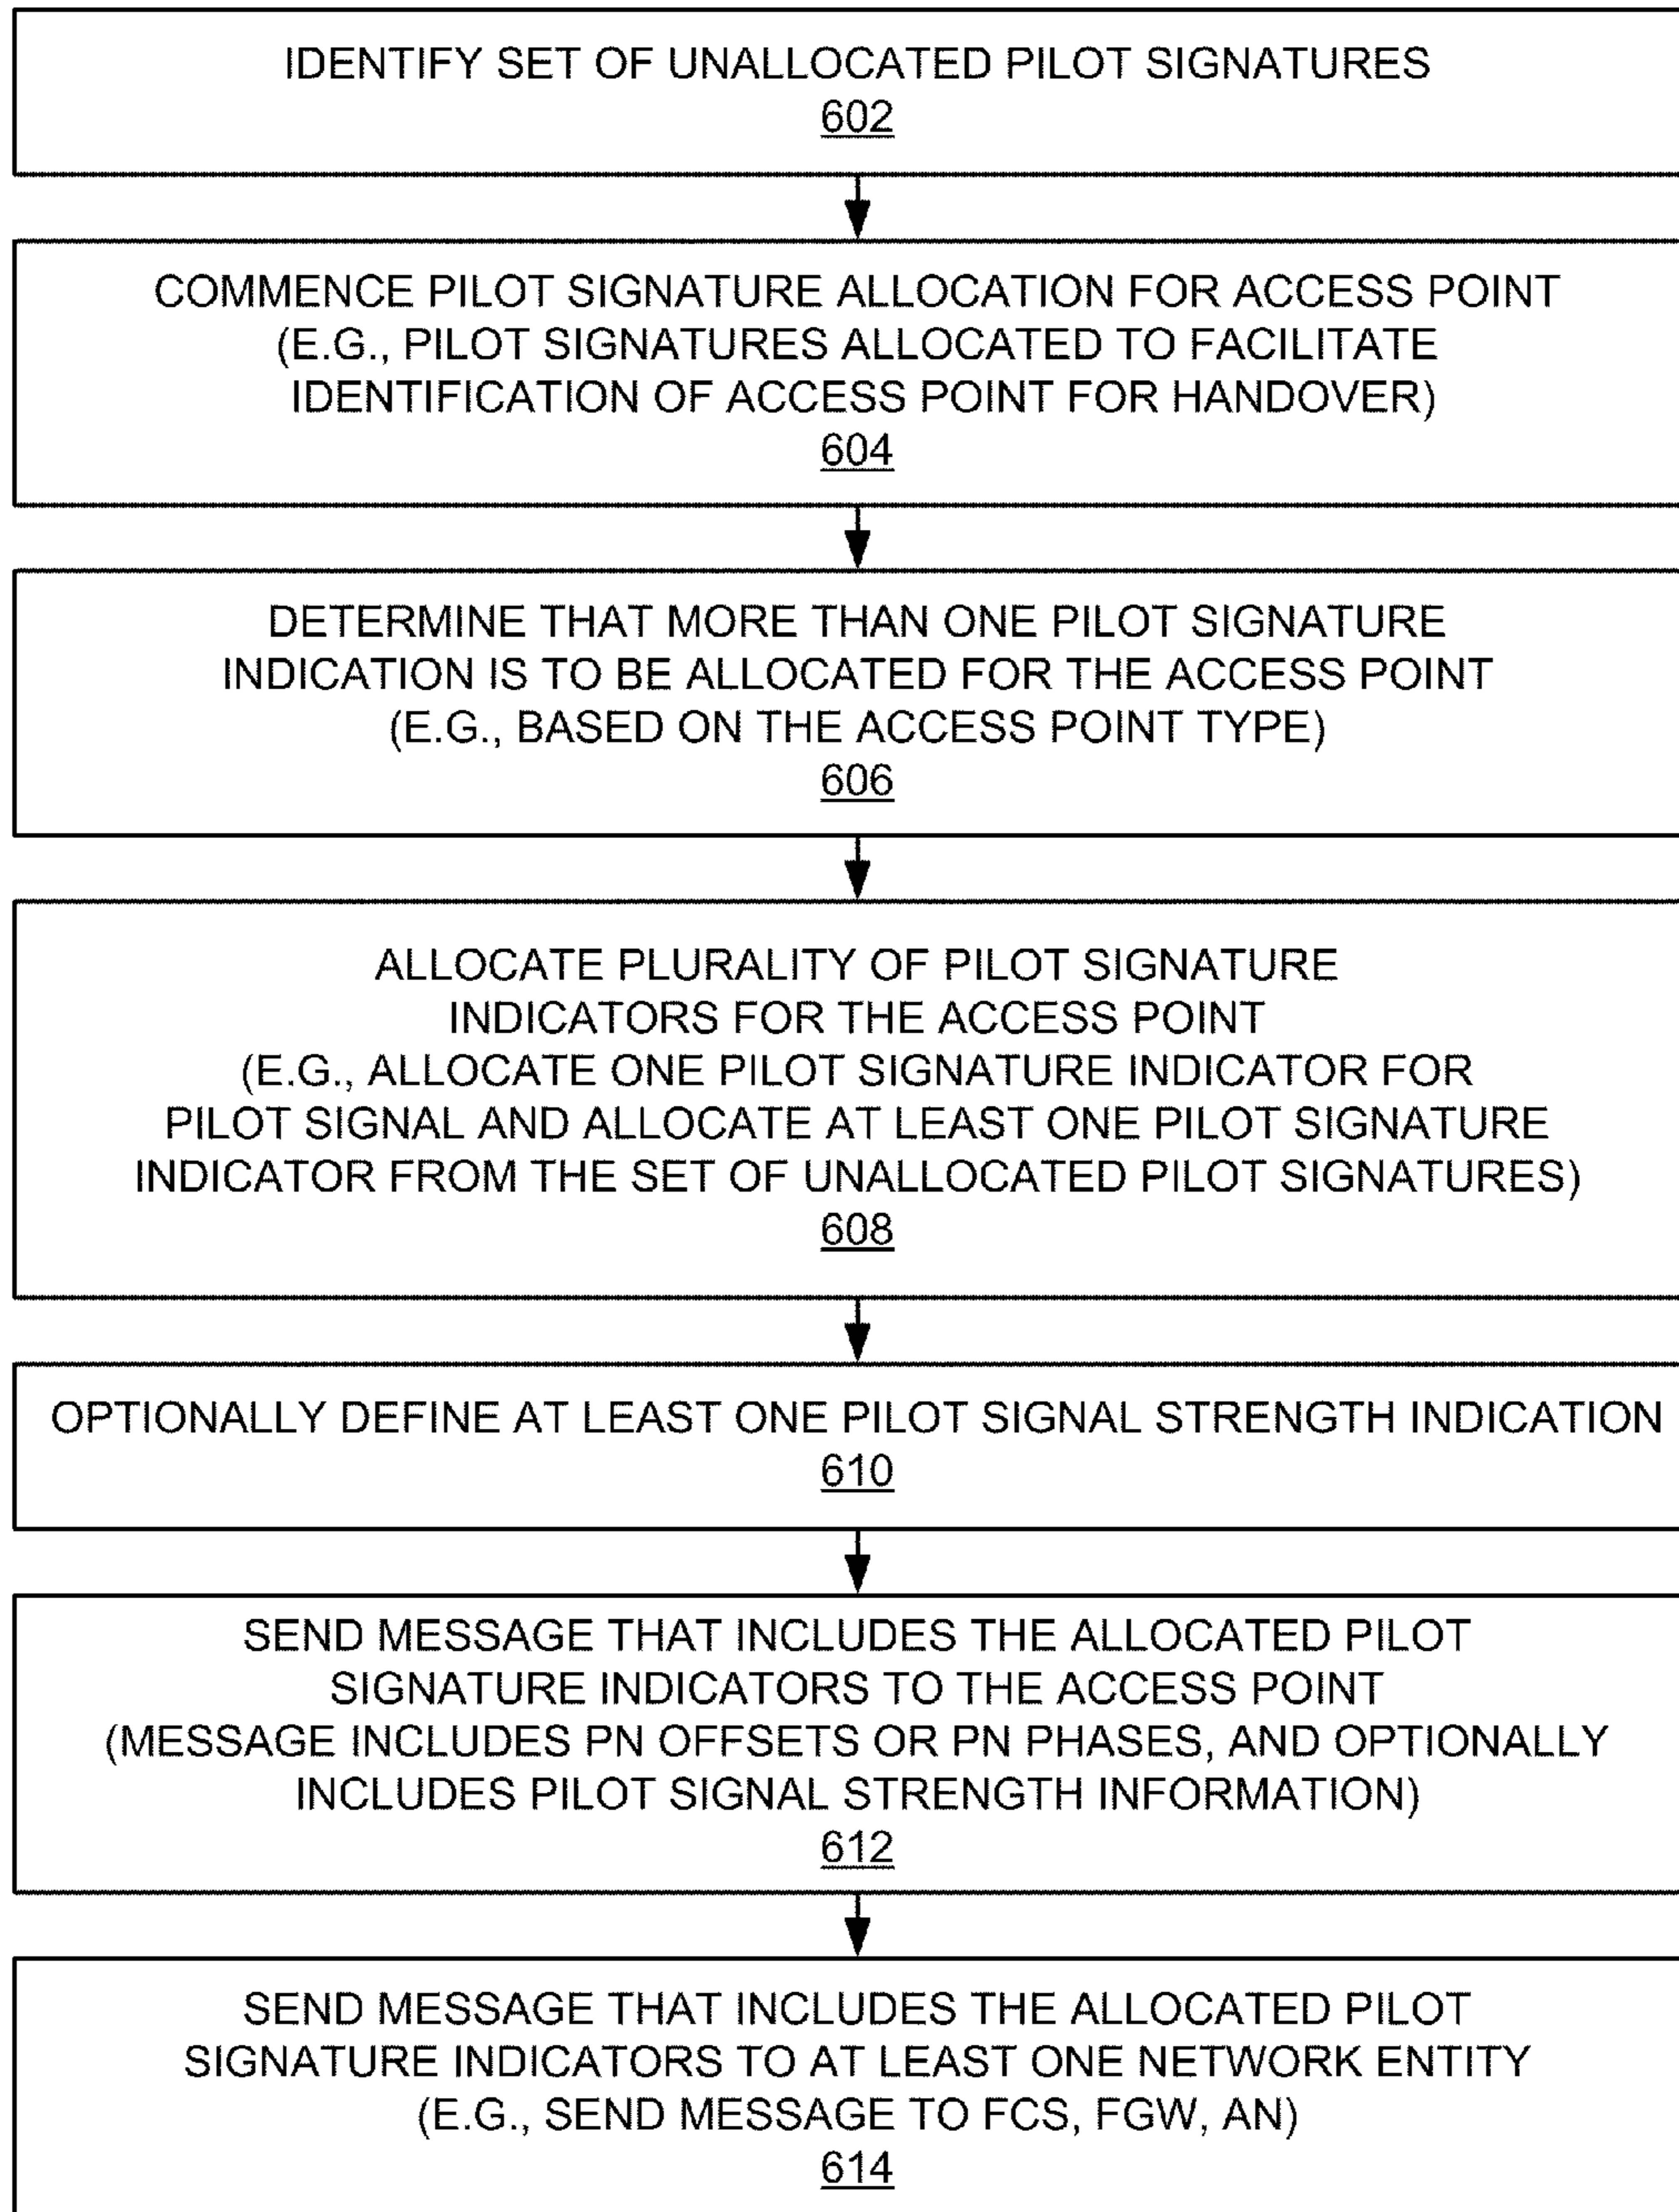 IDENTIFY SET OF UNALLOCATED PILOT SIGNATURES
602
COMMENCE PILOT SIGNATURE ALLOCATION FOR ACCESS POINT
(E.G., PILOT SIGNATURES ALLOCATED TO FACILITATE
IDENTIFICATION OF ACCESS POINT FOR HANDOVER)
604
DETERMINE THAT MORE THAN ONE PILOT SIGNATURE
INDICATION IS TO BE ALLOCATED FOR THE ACCESS POINT
(E.G., BASED ON THE ACCESS POINT TYPE)
606
ALLOCATE PLURALITY OF PILOT SIGNATURE
INDICATORS FOR THE ACCESS POINT
(E.G., ALLOCATE ONE PILOT SIGNATURE INDICATOR FOR
PILOT SIGNAL AND ALLOCATE AT LEAST ONE PILOT SIGNATURE
INDICATOR FROM THE SET OF UNALLOCATED PILOT SIGNATURES)
608
OPTIONALLY DEFINE AT LEAST ONE PILOT SIGNAL STRENGTH INDICATION
610
SEND MESSAGE THAT INCLUDES THE ALLOCATED PILOT
SIGNATURE INDICATORS TO THE ACCESS POINT
(MESSAGE INCLUDES PN OFFSETS OR PN PHASES, AND OPTIONALLY
INCLUDES PILOT SIGNAL STRENGTH INFORMATION)
612
SEND MESSAGE THAT INCLUDES THE ALLOCATED PILOT
SIGNATURE INDICATORS TO AT LEAST ONE NETWORK ENTITY
(E.G., SEND MESSAGE TO FCS, FGW, AN)
614